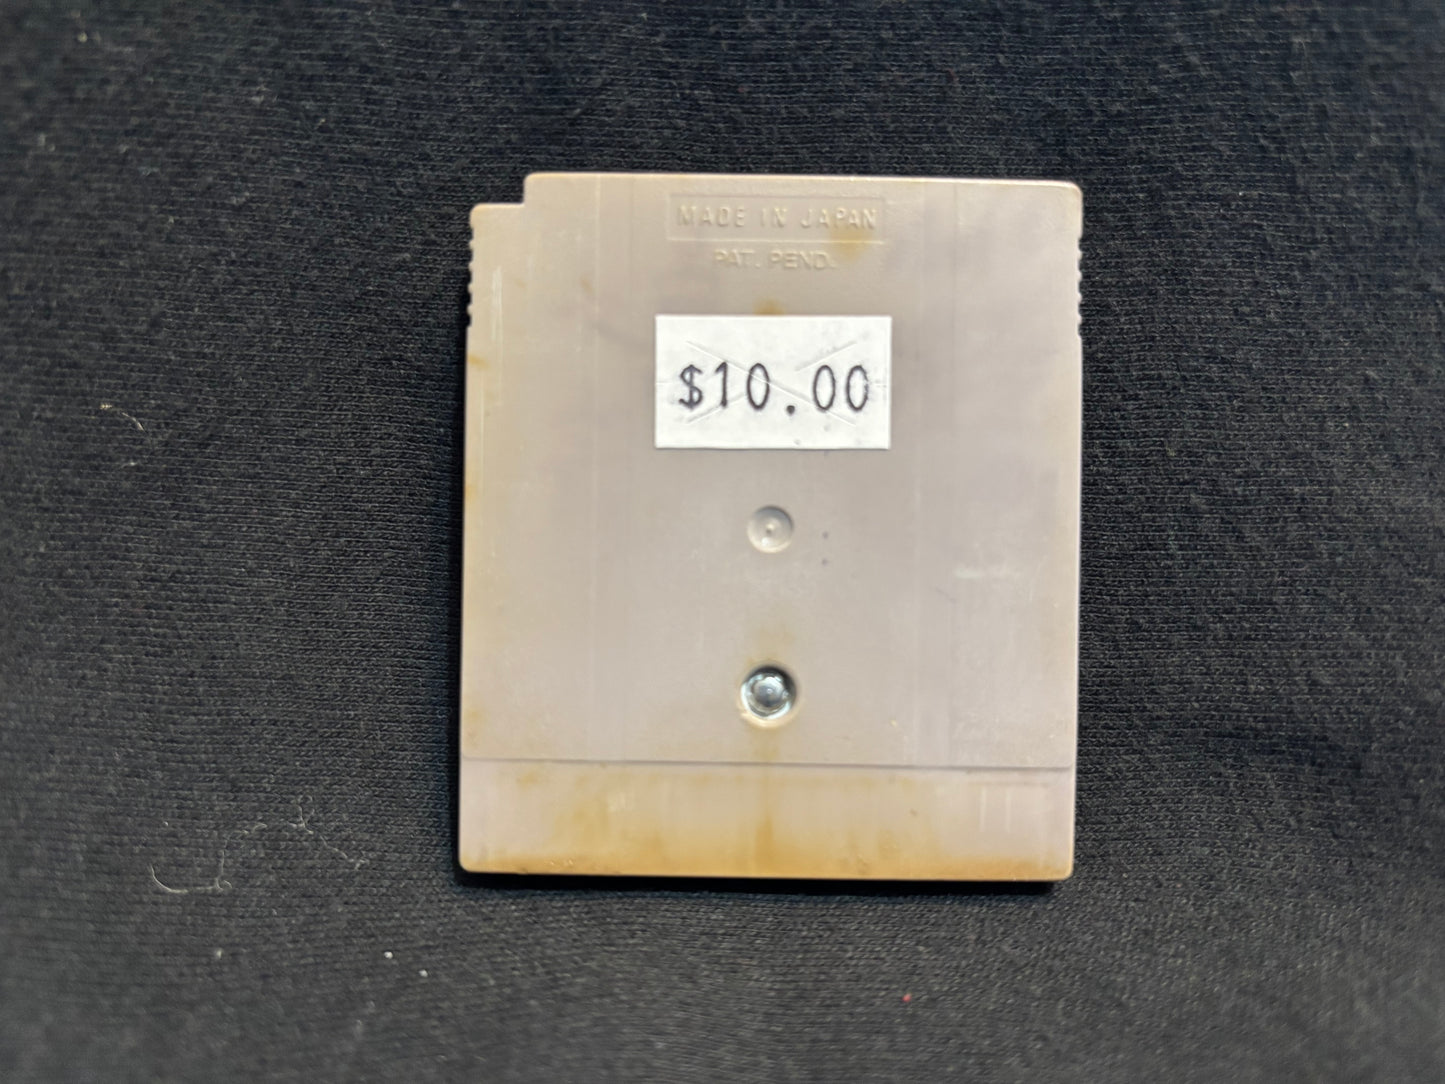 MADE IN JAPAN
PAT. PEND.
$10.00